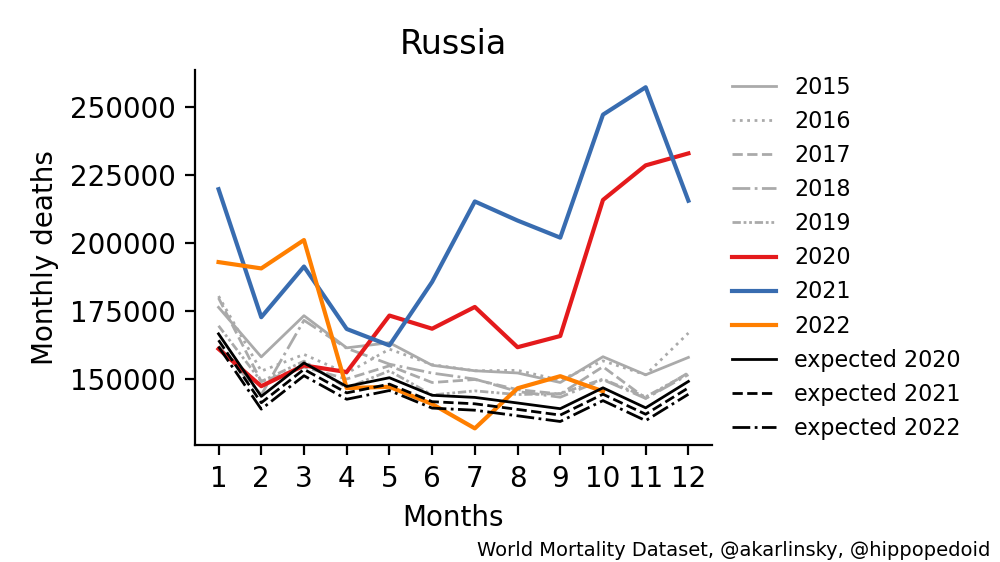 Russia
Monthly deaths
250000
225000
200000
175000
150000
1 2 3 4 5 6 7 8 9 10 11 12
Months
2015
2016
2017
2018
2019
2020
2021
2022
expected 2020
expected 2021
expected 2022
World Mortality Dataset, @akarlinsky, @hippopedoid